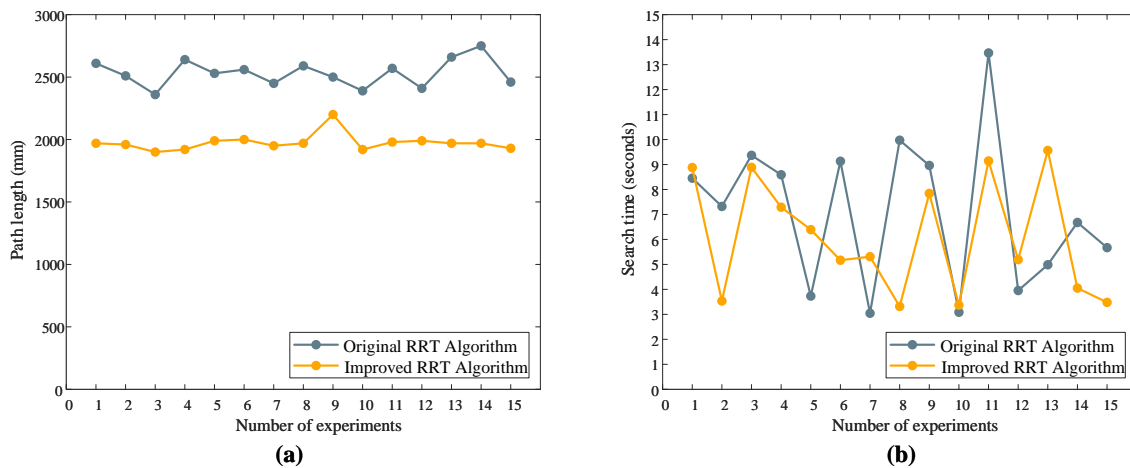 3000
2500
2000
1500
1000
500
0
Path length (mm)
0 1 2 3 4 5 6 7 8 9 10 11 12 13 14 15
Number of experiments
Original RRT Algorithm
Improved RRT Algorithm
(a)
15
14
13
12
11
10
9
8
7
6
5
4
3
2
1
0
Search time (seconds)
0 1 2 3 4 5 6 7 8 9 10 11 12 13 14 15
Number of experiments
Original RRT Algorithm
Improved RRT Algorithm
(b)